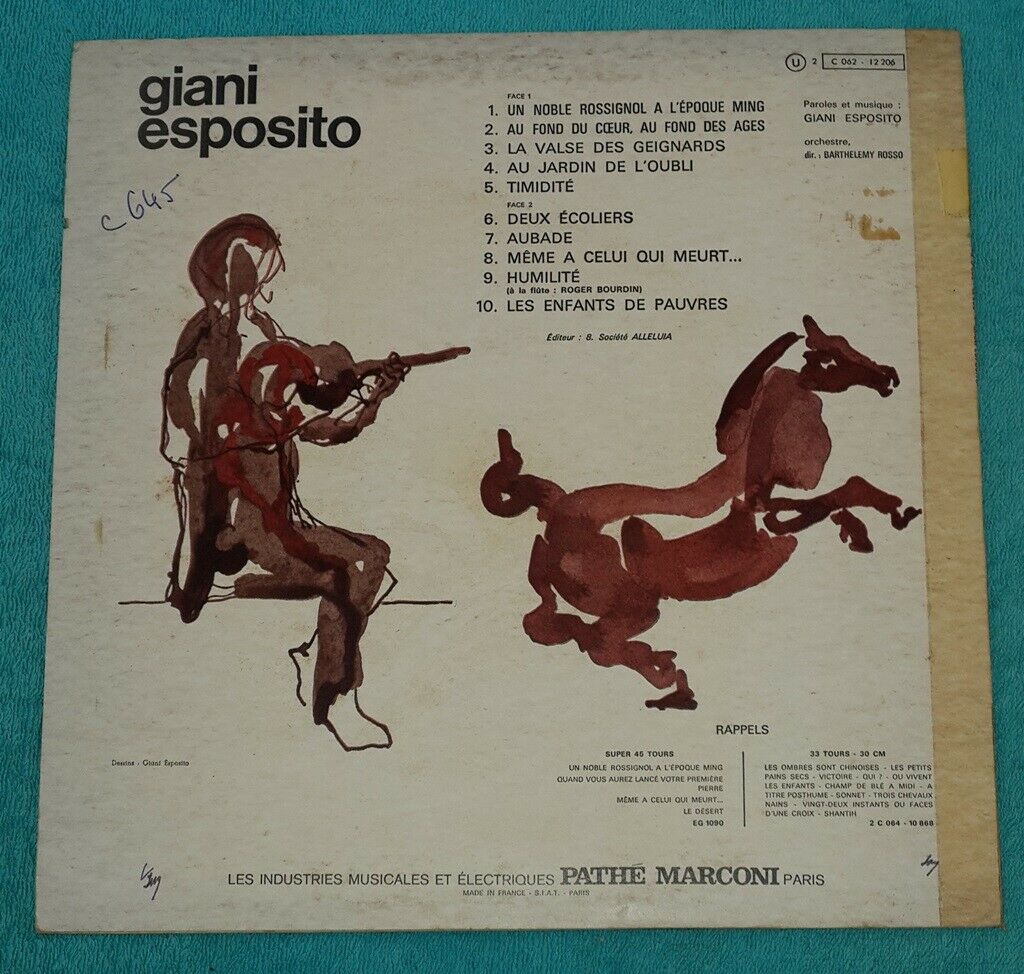 giani
esposito
U 2 C 062 - 12 206
FACE 1
1. UN NOBLE ROSSIGNOL A L'ÉPOQUE MING
2. AU FOND DU CŒUR, AU FOND DES AGES
3. LA VALSE DES GEIGNARDS
4. AU JARDIN DE L'OUBLI
5. TIMIDITÉ
FACE 2
6. DEUX ÉCOLIERS
7. AUBADE
8. MÊME A CELUI QUI MEURT...
9. HUMILITÉ
(à la flûte : ROGER BOURDIN)
10. LES ENFANTS DE PAUVRES
Éditeur : 8. Société ALLELUIA
Paroles et musique :
GIANI ESPOSITO
orchestre,
dir. : BARTHELEMY ROSSO
C 645
Dessins : Giani Esposito
RAPPELS
SUPER 45 TOURS
UN NOBLE ROSSIGNOL A L'ÉPOQUE MING
QUAND VOUS AUREZ LANCÉ VOTRE PREMIÈRE
PIERRE
MÊME A CELUI QUI MEURT...
LE DÉSERT
EG 1090
33 TOURS - 30 CM
LES OMBRES SONT CHINOISES - LES PETITS
PAINS SECS - VICTOIRE - QUI ? - OU VIVENT
LES ENFANTS - CHAMP DE BLÉ A MIDI - A
TITRE POSTHUME - SONNET - TROIS CHEVAUX
NAINS - VINGT-DEUX INSTANTS OU FACES
D'UNE CROIX - SHANTIH
2 C 064 - 10 868
LES INDUSTRIES MUSICALES ET ÉLECTRIQUES PATHÉ MARCONI PARIS
MADE IN FRANCE - S.I.A.T. - PARIS